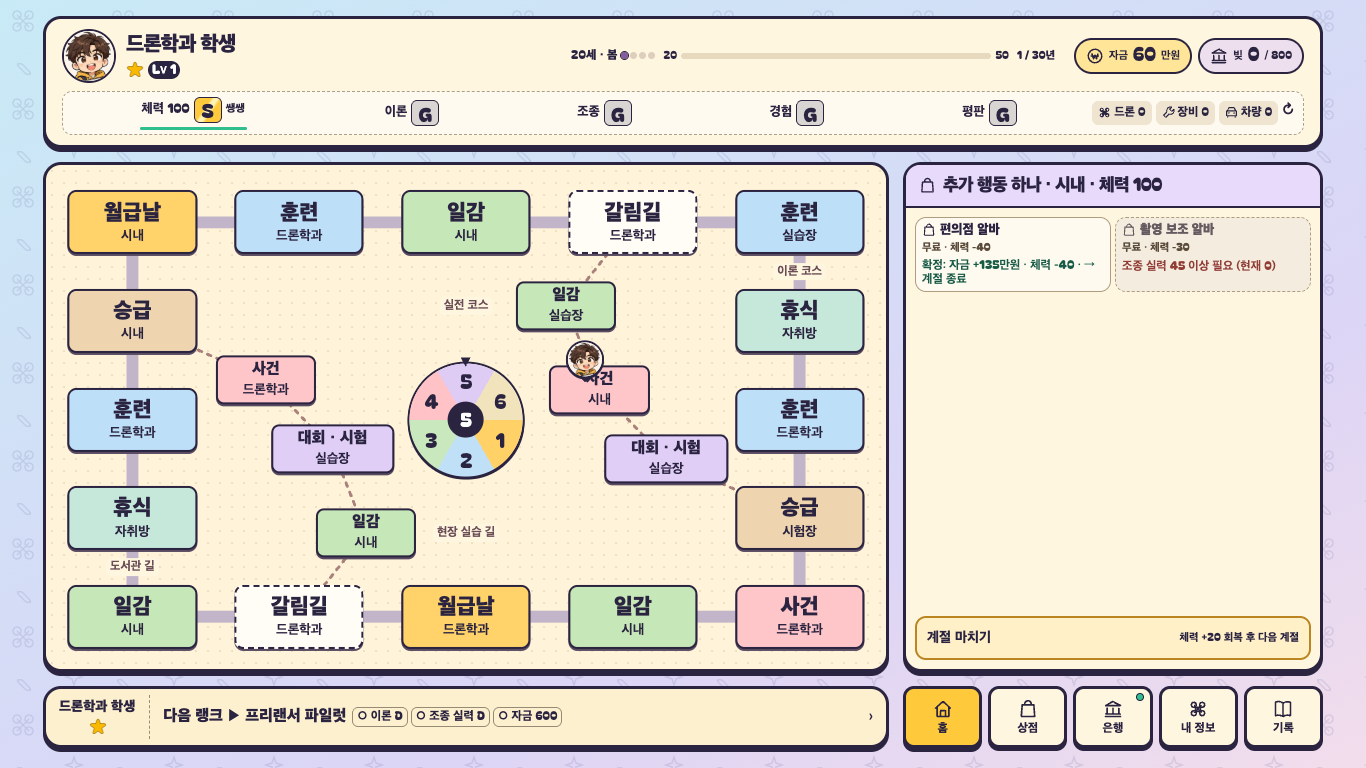 드론학과 학생
Lv 1
20세 · 봄
20
50
1 / 30년
자금 60 만원
빚 0 / 800
체력 100 S 쌩쌩
이론 G
조종 G
경험 G
평판 G
드론 0
장비 0
차량 0
월급날
시내
훈련
드론학과
일감
시내
갈림길
드론학과
훈련
실습장
이론 코스
승급
시내
실전 코스
일감
실습장
휴식
자취방
사건
드론학과
사건
시내
5
6
1
2
3
4
5
훈련
드론학과
대회 · 시험
실습장
대회 · 시험
실습장
훈련
드론학과
휴식
자취방
일감
시내
현장 실습 길
승급
시험장
도서관 길
일감
시내
갈림길
드론학과
월급날
드론학과
일감
시내
사건
드론학과
추가 행동 하나 · 시내 · 체력 100
편의점 알바
무료 · 체력 -40
확정: 자금 +135만원 · 체력 -40 · →
계절 종료
촬영 보조 알바
무료 · 체력 -30
조종 실력 45 이상 필요 (현재 0)
계절 마치기
체력 +20 회복 후 다음 계절
드론학과 학생
다음 랭크 ▶ 프리랜서 파일럿
이론 D
조종 실력 D
자금 600
›
홈
상점
은행
내 정보
기록